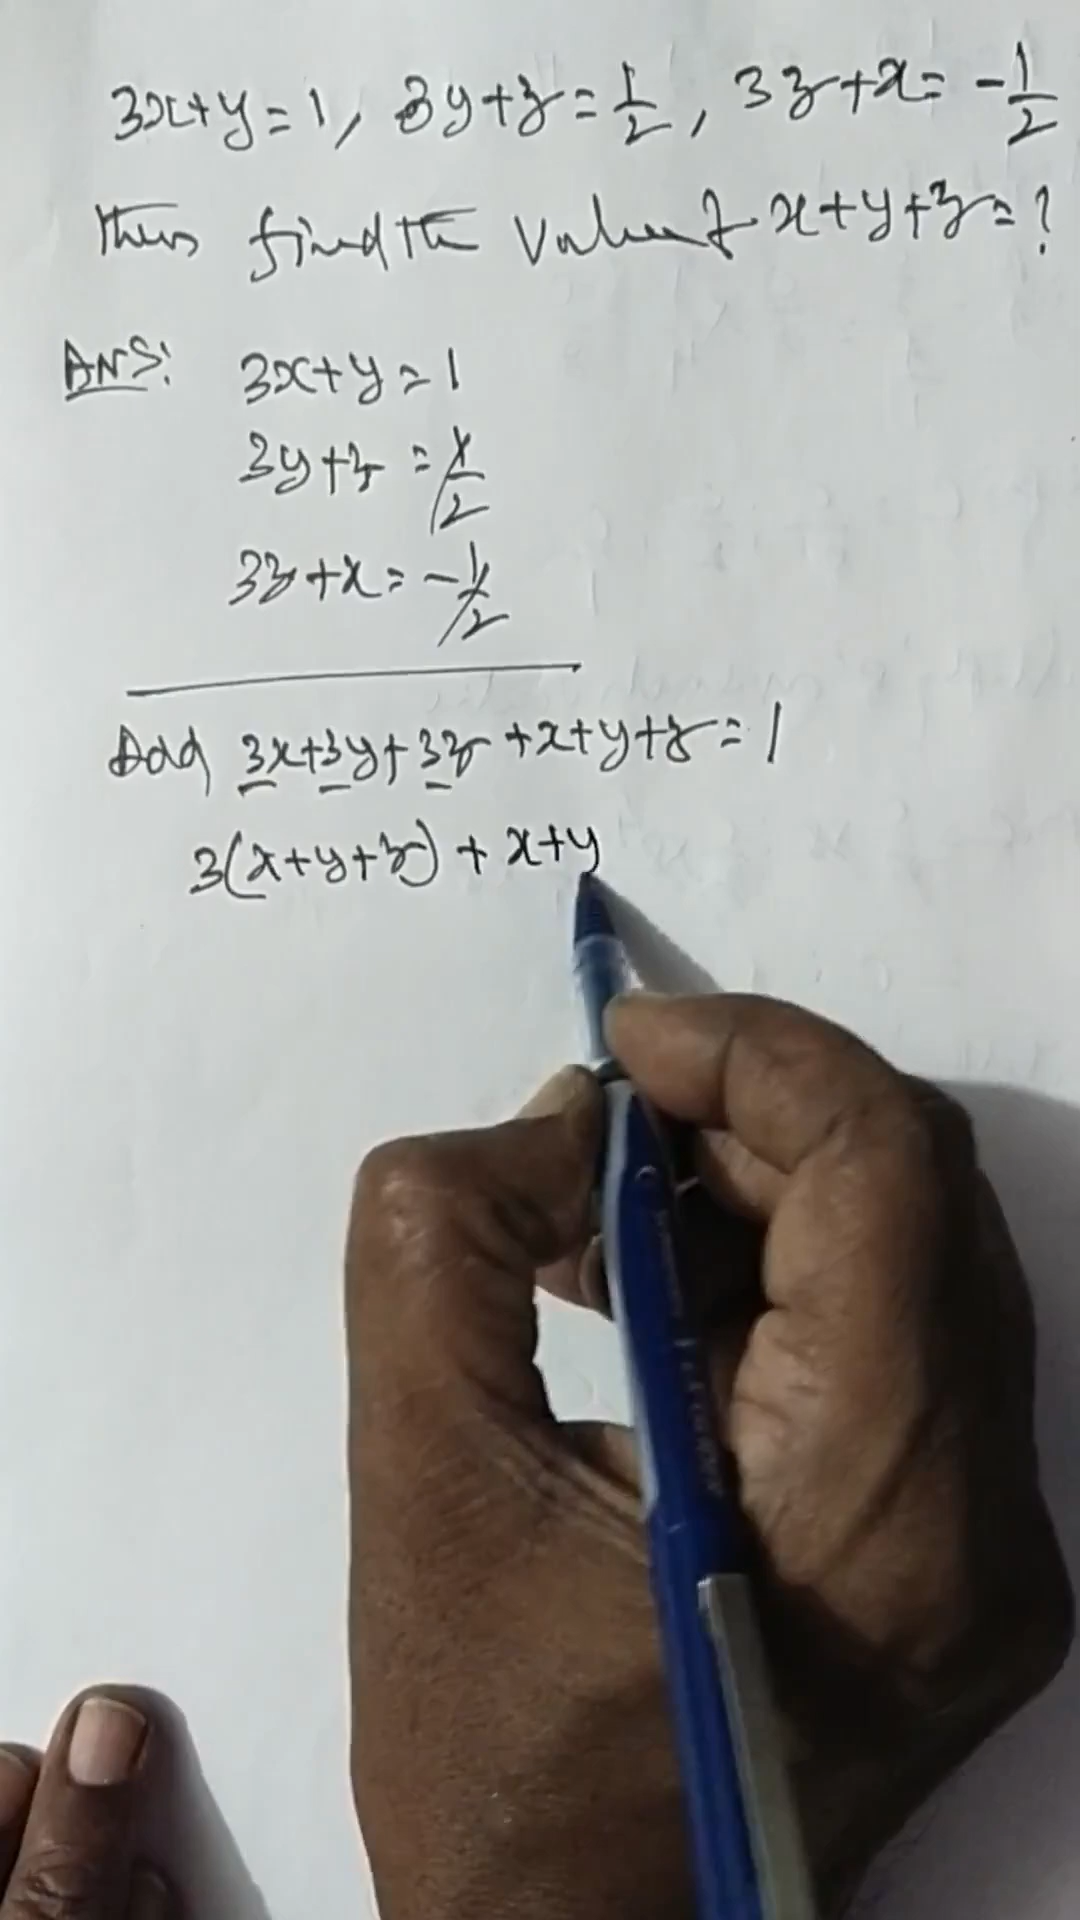 3x+y=1, 3y+z=1/2, 3z+x=-1/2
then find the value of x+y+z=?
ANS: 3x+y=1
3y+z=1/2
3z+x=-1/2
Add 3x+3y+3z+x+y+z=1
3(x+y+z)+x+y